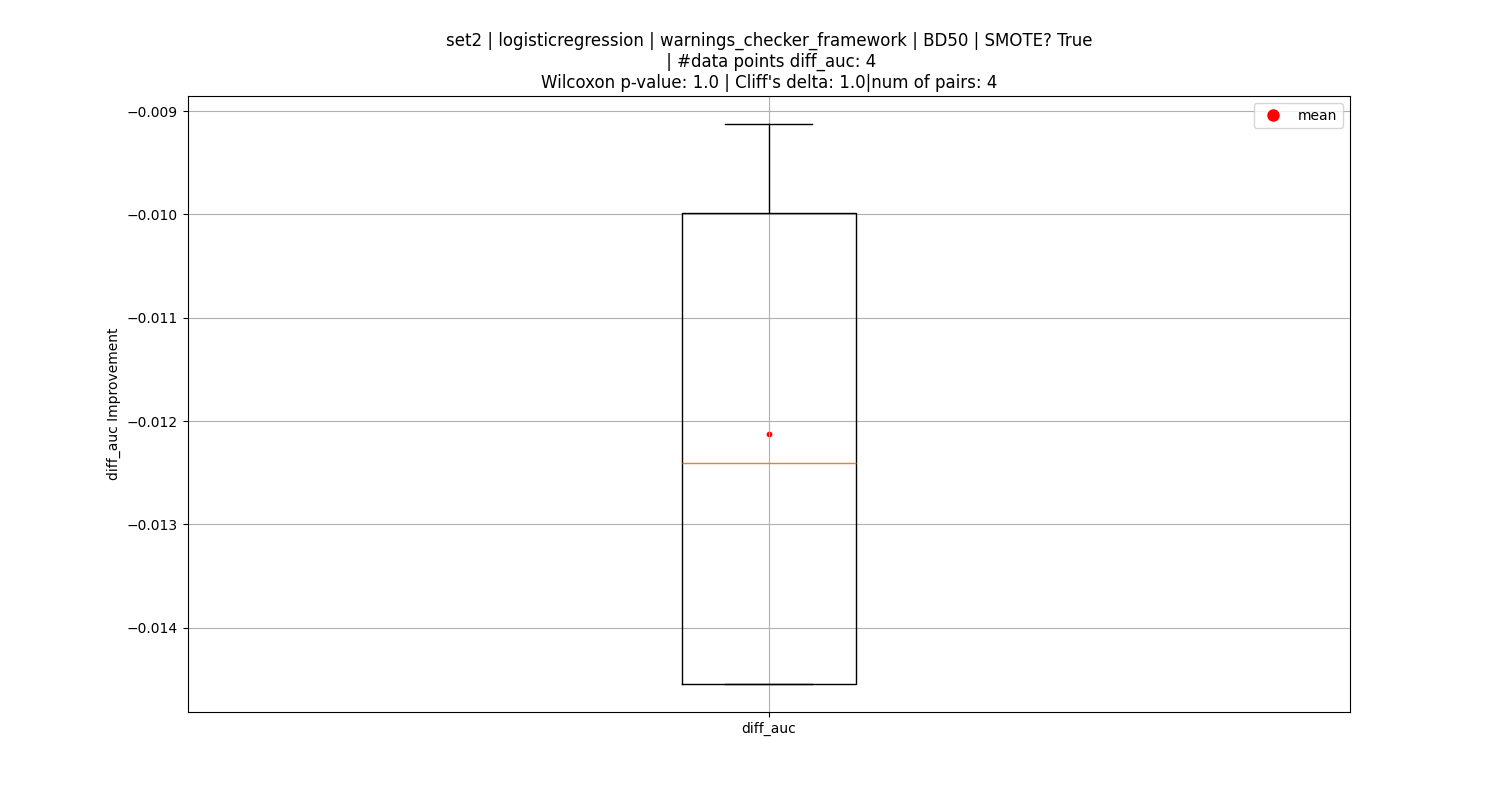 set2 | logisticregression | warnings_checker_framework | BD50 | SMOTE? True
| #data points diff_auc: 4
Wilcoxon p-value: 1.0 | Cliff's delta: 1.0|num of pairs: 4
mean
−0.009
−0.010
−0.011
−0.012
−0.013
−0.014
diff_auc Improvement
diff_auc